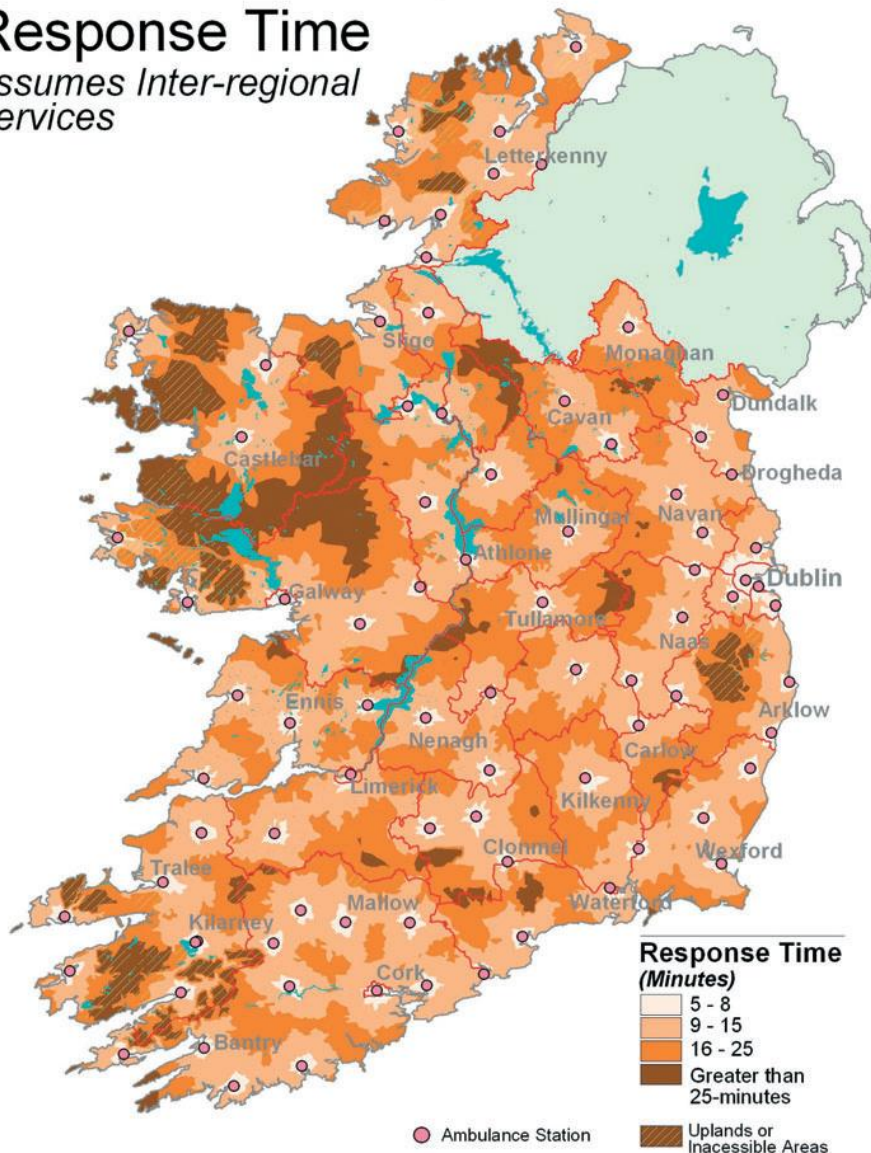 Response Time
ssumes Inter-regional
ervices
Letterkenny
Sligo
Monaghan
Cavan
Dundalk
Castlebar
Drogheda
Mullingar
Navan
Athlone
Dublin
Galway
Tullamore
Naas
Ennis
Nenagh
Arklow
Carlow
Limerick
Kilkenny
Clonmel
Wexford
Tralee
Mallow
Waterford
Kilarney
Cork
Bantry
Response Time
(Minutes)
5 - 8
9 - 15
16 - 25
Greater than
25-minutes
Ambulance Station
Uplands or
Inacessible Areas